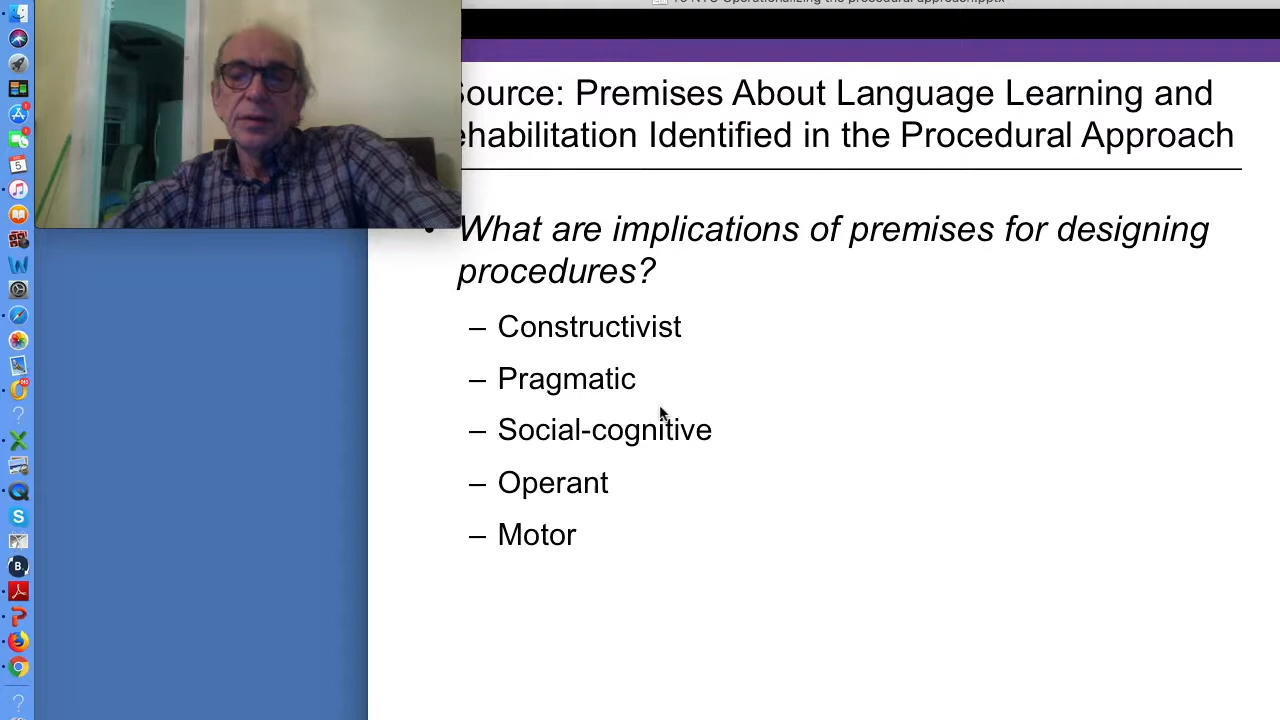 Source: Premises About Language Learning and
ehabilitation Identified in the Procedural Approach
• What are implications of premises for designing
procedures?
– Constructivist
– Pragmatic
– Social-cognitive
– Operant
– Motor